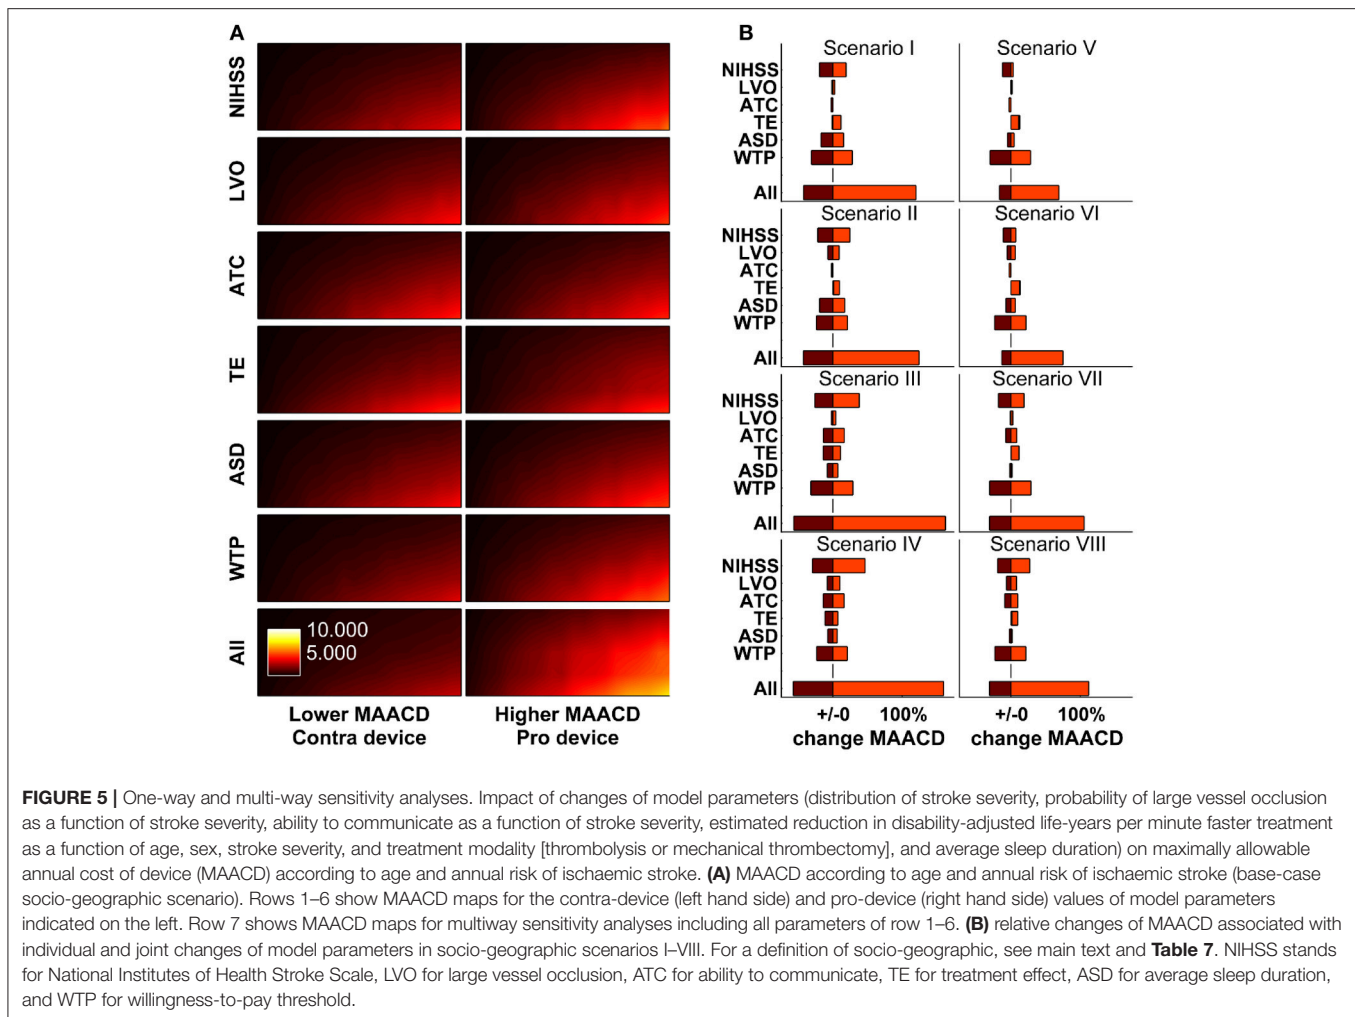 A
NIHSS
LVO
ATC
TE
ASD
WTP
All
10.000
5.000
Lower MAACD
Contra device
Higher MAACD
Pro device
B
Scenario I
NIHSS
LVO
ATC
TE
ASD
WTP
All
Scenario V
Scenario II
NIHSS
LVO
ATC
TE
ASD
WTP
All
Scenario VI
Scenario III
NIHSS
LVO
ATC
TE
ASD
WTP
All
Scenario VII
Scenario IV
NIHSS
LVO
ATC
TE
ASD
WTP
All
Scenario VIII
+/-0 100%
change MAACD
+/-0 100%
change MAACD
FIGURE 5 | One-way and multi-way sensitivity analyses. Impact of changes of model parameters (distribution of stroke severity, probability of large vessel occlusion
as a function of stroke severity, ability to communicate as a function of stroke severity, estimated reduction in disability-adjusted life-years per minute faster treatment
as a function of age, sex, stroke severity, and treatment modality [thrombolysis or mechanical thrombectomy], and average sleep duration) on maximally allowable
annual cost of device (MAACD) according to age and annual risk of ischaemic stroke. (A) MAACD according to age and annual risk of ischaemic stroke (base-case
socio-geographic scenario). Rows 1–6 show MAACD maps for the contra-device (left hand side) and pro-device (right hand side) values of model parameters
indicated on the left. Row 7 shows MAACD maps for multiway sensitivity analyses including all parameters of row 1–6. (B) relative changes of MAACD associated with
individual and joint changes of model parameters in socio-geographic scenarios I–VIII. For a definition of socio-geographic, see main text and Table 7. NIHSS stands
for National Institutes of Health Stroke Scale, LVO for large vessel occlusion, ATC for ability to communicate, TE for treatment effect, ASD for average sleep duration,
and WTP for willingness-to-pay threshold.